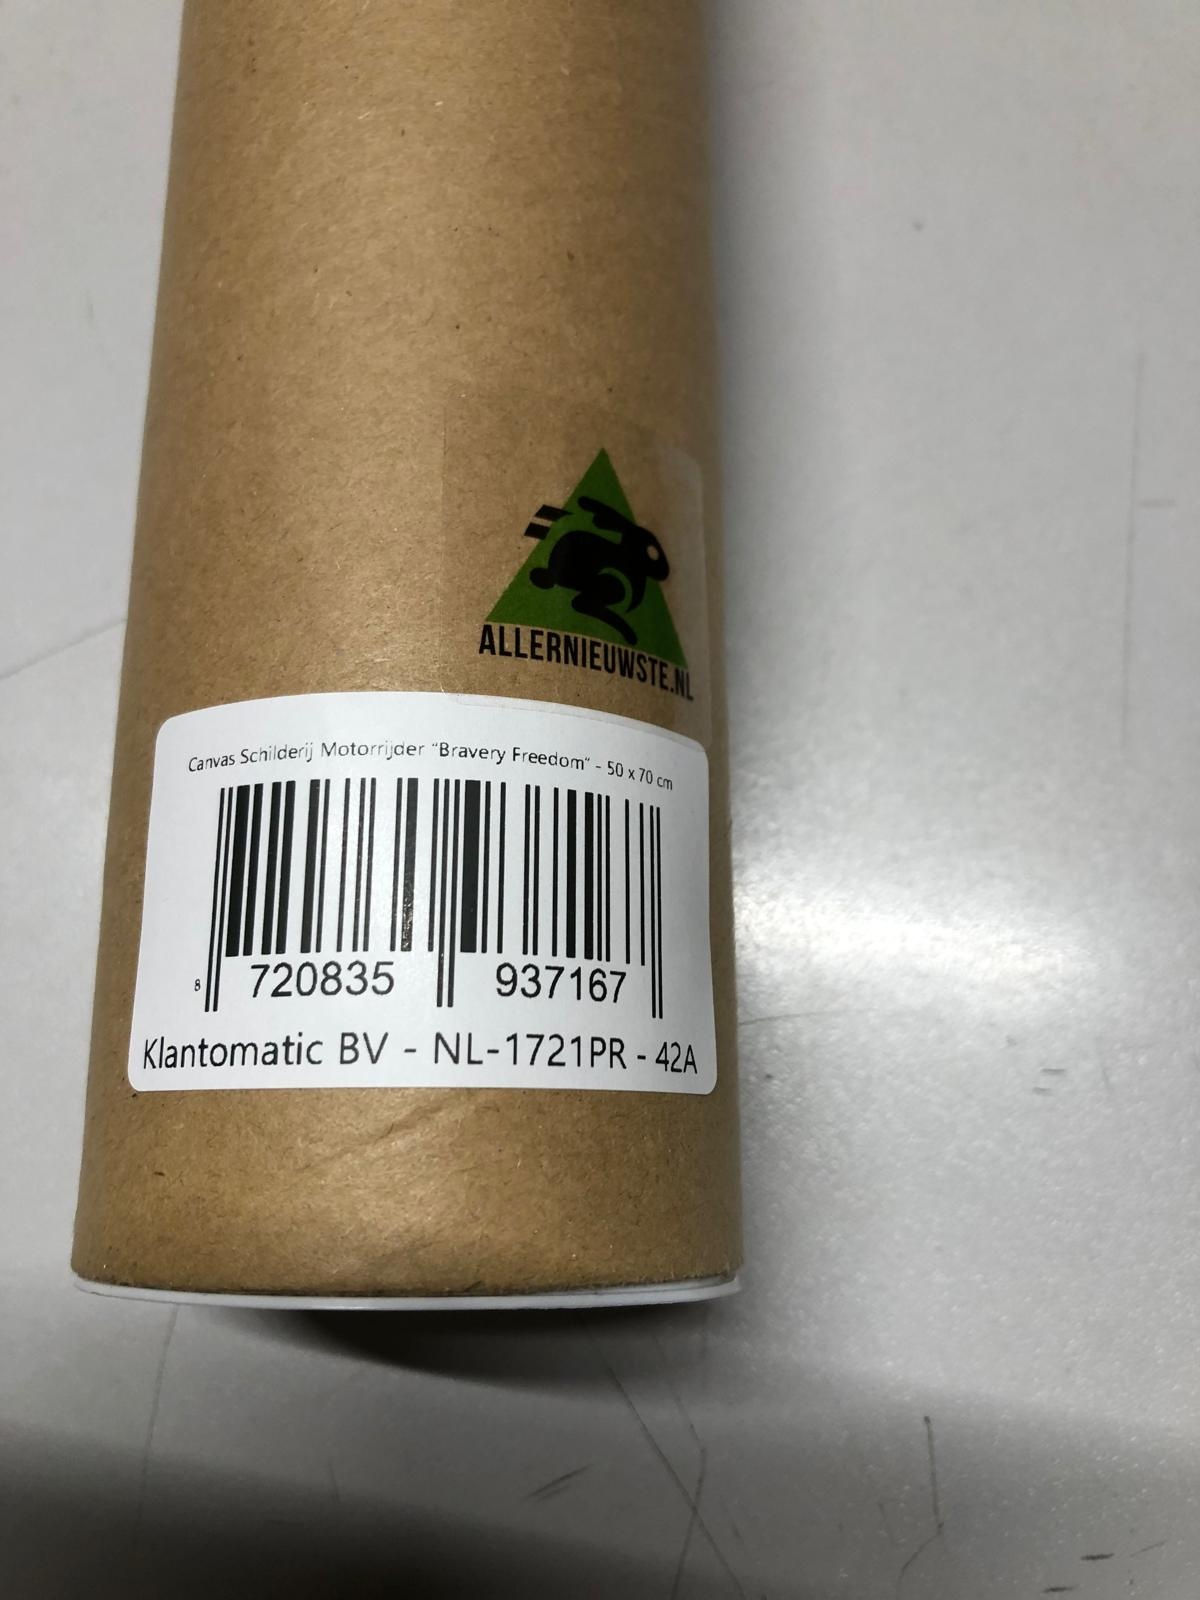 ALLERNIEUWSTE.NL
Canvas Schilderij Motorrijder "Bravery Freedom" - 50 x 70 cm
8 720835 937167
Klantomatic BV - NL-1721PR - 42A